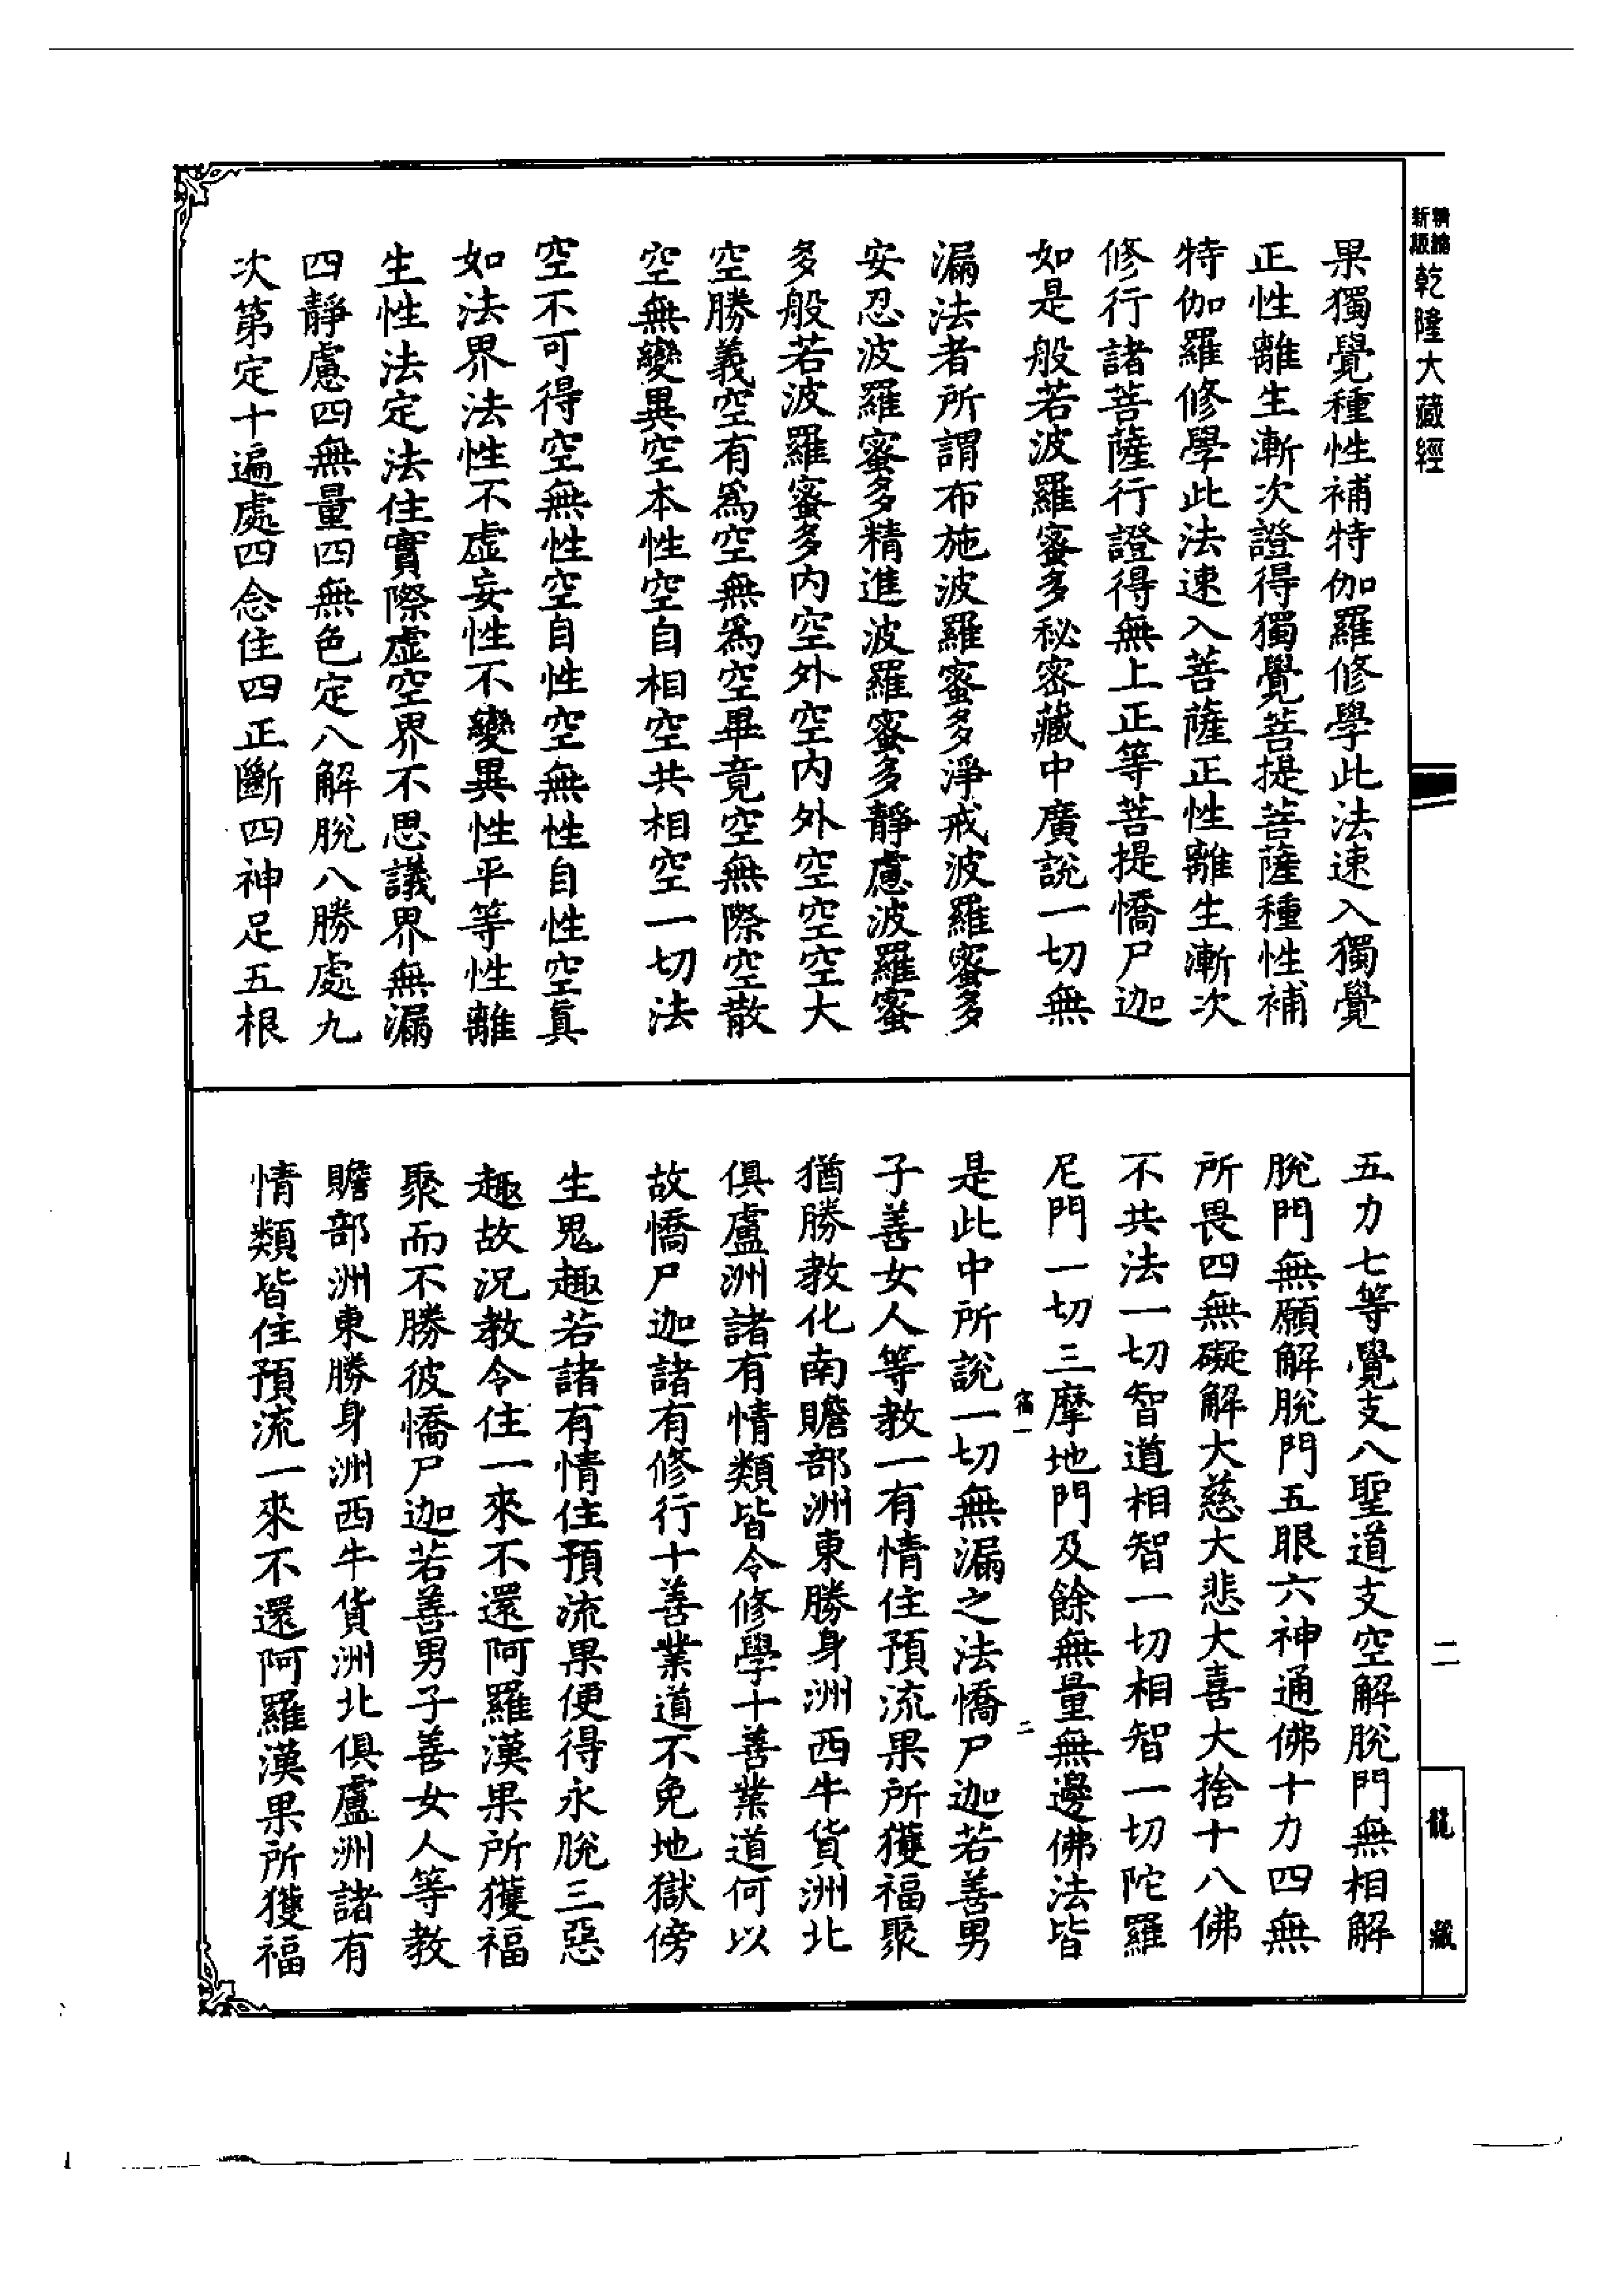 精縮新版
乾隆大藏經
果獨覺種性補特伽羅修學此法速入獨覺
正性離生漸次證得獨覺菩提菩薩種性補
特伽羅修學此法速入菩薩正性離生漸次
修行諸菩薩行證得無上正等菩提憍尸迦
如是般若波羅蜜多秘密藏中廣說一切無
漏法者所謂布施波羅蜜多淨戒波羅蜜多
安忍波羅蜜多精進波羅蜜多靜慮波羅蜜
多般若波羅蜜多內空外空內外空空空大
空勝義空有為空無為空畢竟空無際空散
空無變異空本性空自相空共相空一切法
空不可得空無性空自性空無性自性空真
如法界法性不虛妄性不變異性平等性離
生性法定法住實際虛空界不思議界無漏
四靜慮四無量四無色定八解脫八勝處九
次第定十遍處四念住四正斷四神足五根
五力七等覺支八聖道支空解脫門無相解
脫門無願解脫門五眼六神通佛十力四無
所畏四無礙解大慈大悲大喜大捨十八佛
不共法一切智道相智一切相智一切陀羅
尼門一切三摩地門及餘無量無邊佛法皆
二
是此中所說一切無漏之法憍尸迦若善男
子善女人等教一有情住預流果所獲福聚
猶勝教化南贍部洲東勝身洲西牛貨洲北
俱盧洲諸有情類皆令修學十善業道何以
故憍尸迦諸有修行十善業道不免地獄傍
生鬼趣若諸有情住預流果便得永脫三惡
趣故況教令住一來不還阿羅漢果所獲福
聚而不勝彼憍尸迦若善男子善女人等教
贍部洲東勝身洲西牛貨洲北俱盧洲諸有
情類皆住預流一來不還阿羅漢果所獲福
二
龍藏